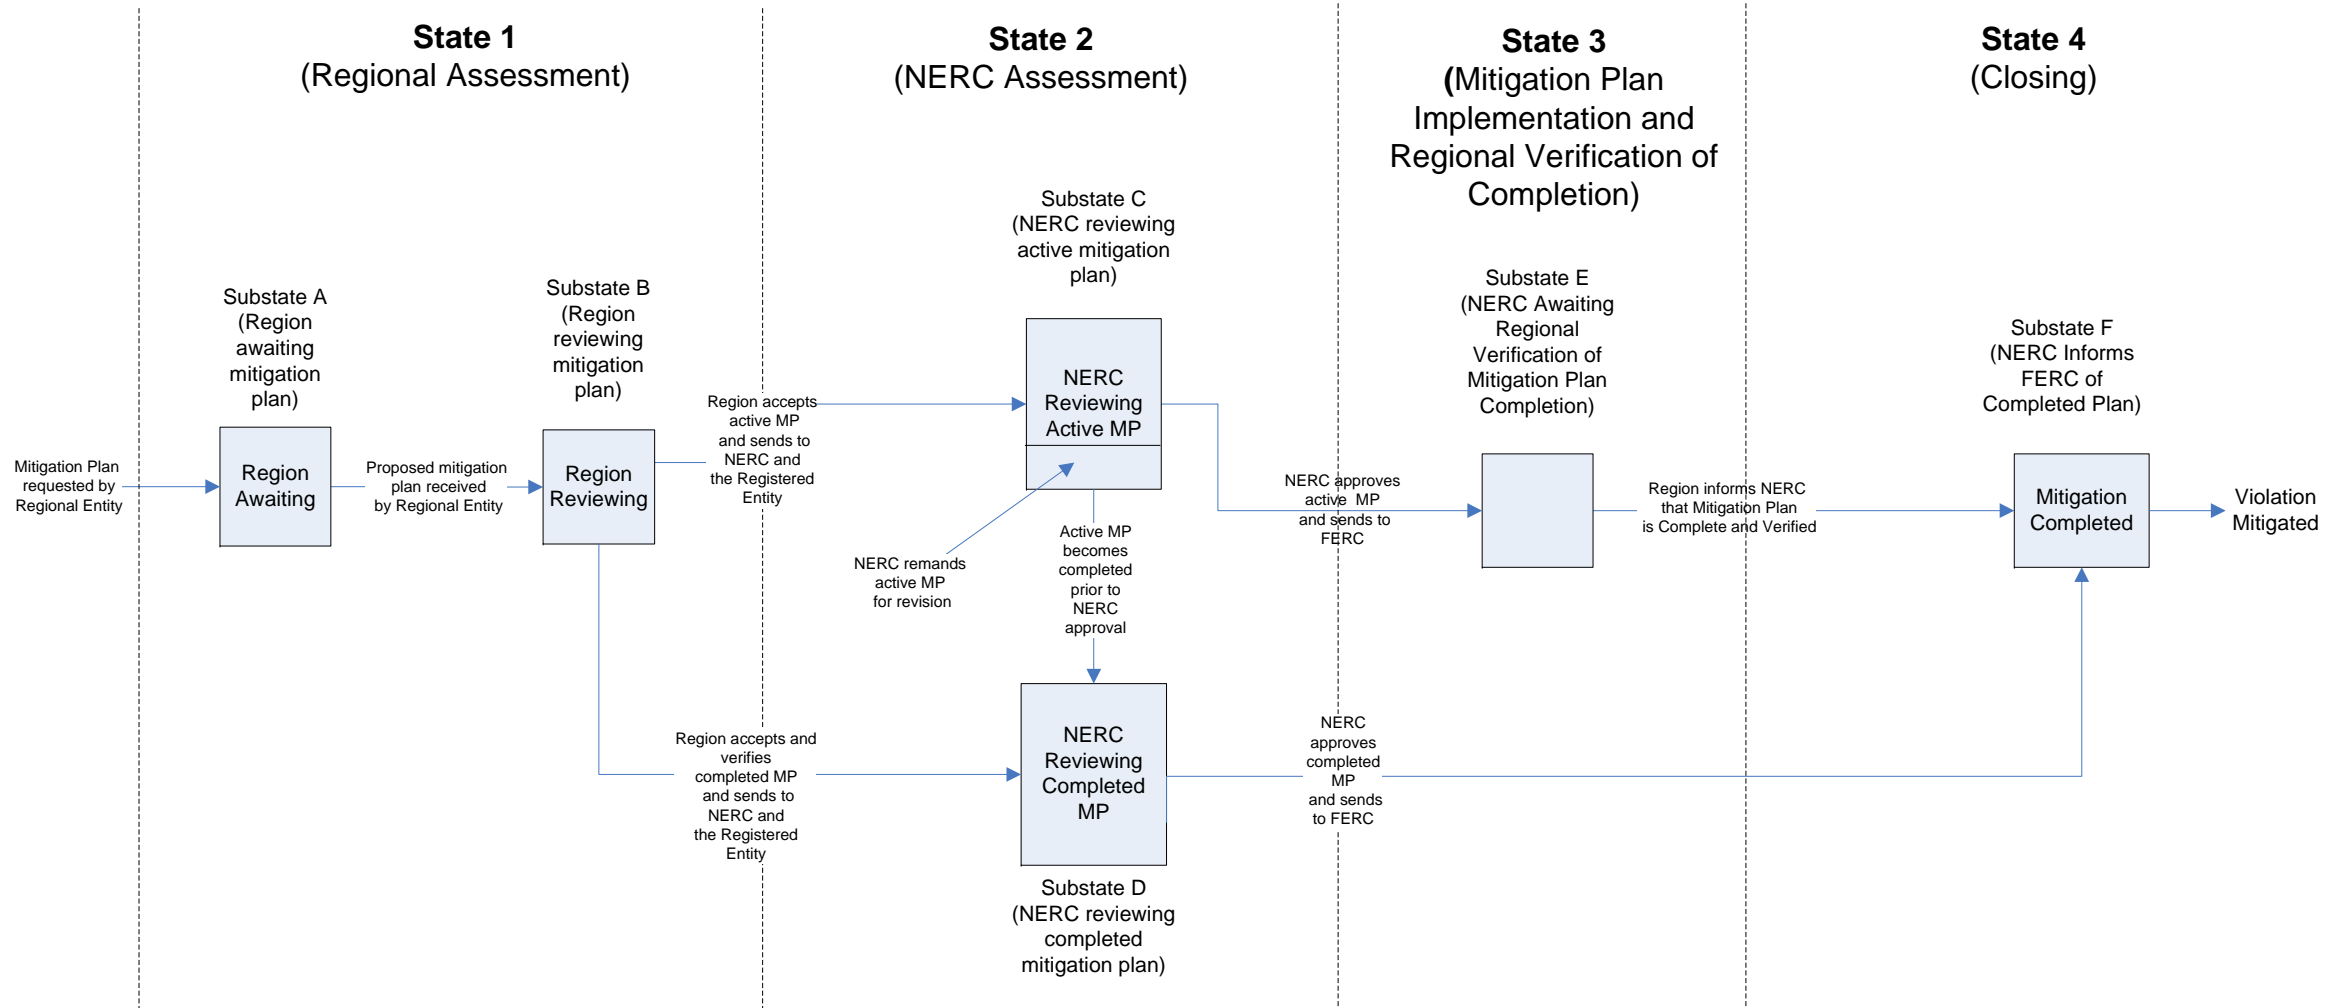 State 1
(Regional Assessment)
State 2
(NERC Assessment)
State 3
(Mitigation Plan
Implementation and
Regional Verification of
Completion)
State 4
(Closing)
Mitigation Plan
requested by
Regional Entity
Substate A
(Region
awaiting
mitigation
plan)
Region
Awaiting
Proposed mitigation
plan received
by Regional Entity
Substate B
(Region
reviewing
mitigation
plan)
Region
Reviewing
Region accepts
active MP
and sends to
NERC and
the Registered
Entity
Region accepts and
verifies
completed MP
and sends to
NERC and
the Registered
Entity
Substate C
(NERC reviewing
active mitigation
plan)
NERC
Reviewing
Active MP
NERC remands
active MP
for revision
Active MP
becomes
completed
prior to
NERC
approval
NERC
Reviewing
Completed
MP
Substate D
(NERC reviewing
completed
mitigation plan)
NERC approves
active MP
and sends to
FERC
NERC
approves
completed
MP
and sends
to FERC
Substate E
(NERC Awaiting
Regional
Verification of
Mitigation Plan
Completion)
Region informs NERC
that Mitigation Plan
is Complete and Verified
Substate F
(NERC Informs
FERC of
Completed Plan)
Mitigation
Completed
Violation
Mitigated